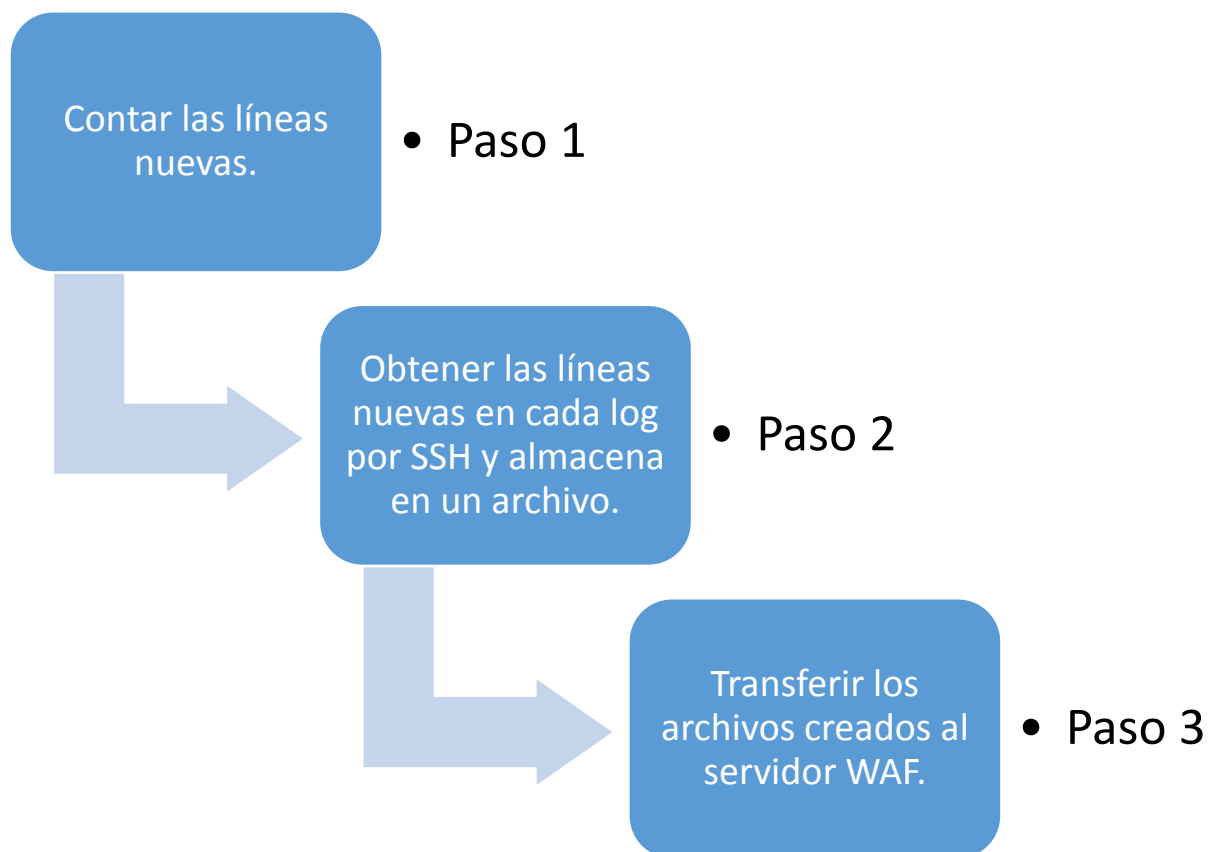 Contar las líneas
nuevas.
• Paso 1
Obtener las líneas
nuevas en cada log
por SSH y almacena
en un archivo.
• Paso 2
Transferir los
archivos creados al
servidor WAF.
• Paso 3